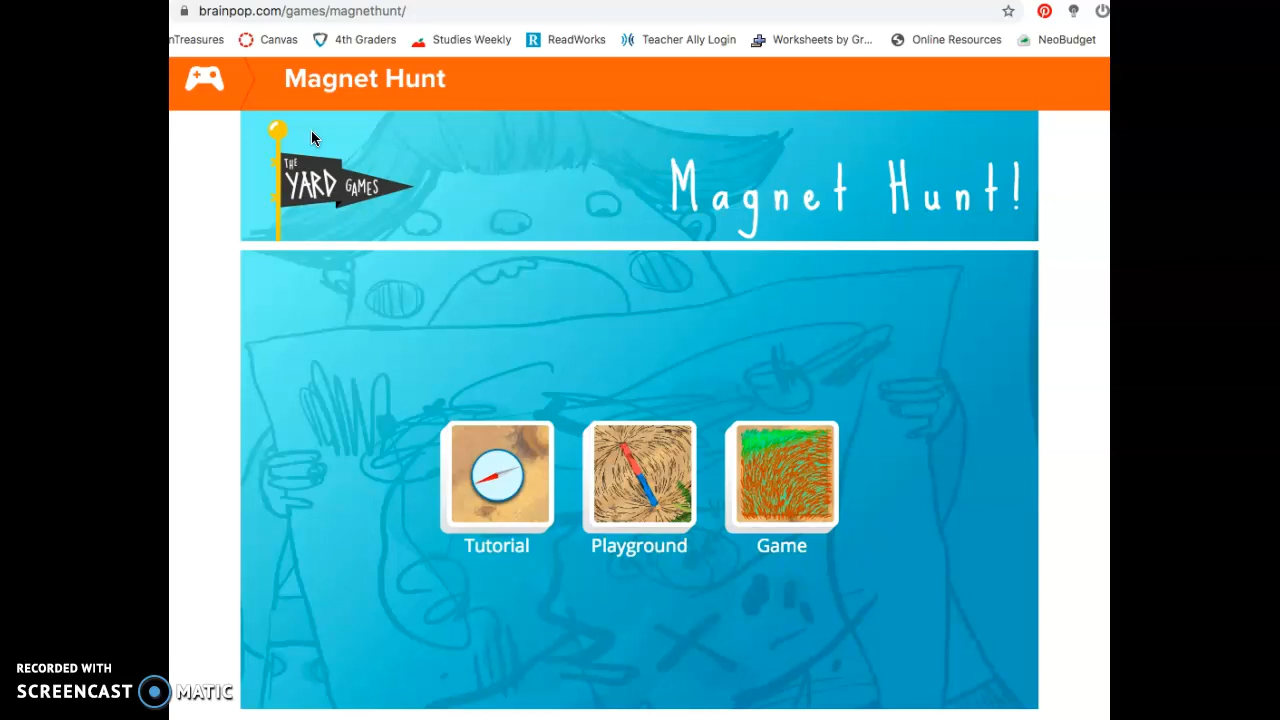 brainpop.com/games/magnethunt/
nTreasures Canvas 4th Graders Studies Weekly R ReadWorks Teacher Ally Login Worksheets by Gr... Online Resources NeoBudget
Magnet Hunt
THE
YARD GAMES
Magnet Hunt!
Tutorial Playground Game
RECORDED WITH
SCREENCAST MATIC